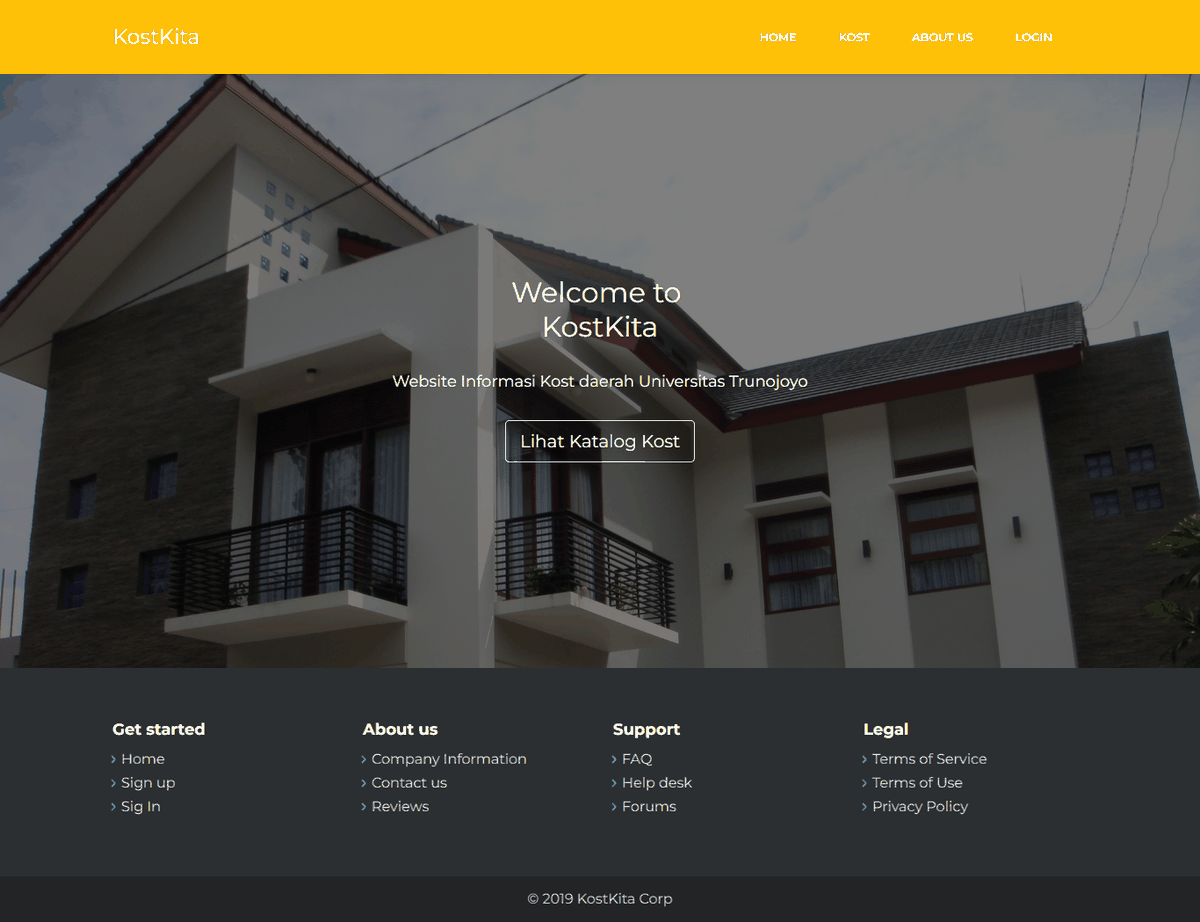 KostKita
HOME KOST ABOUT US LOGIN
Welcome to
KostKita
Website Informasi Kost daerah Universitas Trunojoyo
Lihat Katalog Kost
Get started
Home
Sign up
Sig In
About us
Company Information
Contact us
Reviews
Support
FAQ
Help desk
Forums
Legal
Terms of Service
Terms of Use
Privacy Policy
© 2019 KostKita Corp